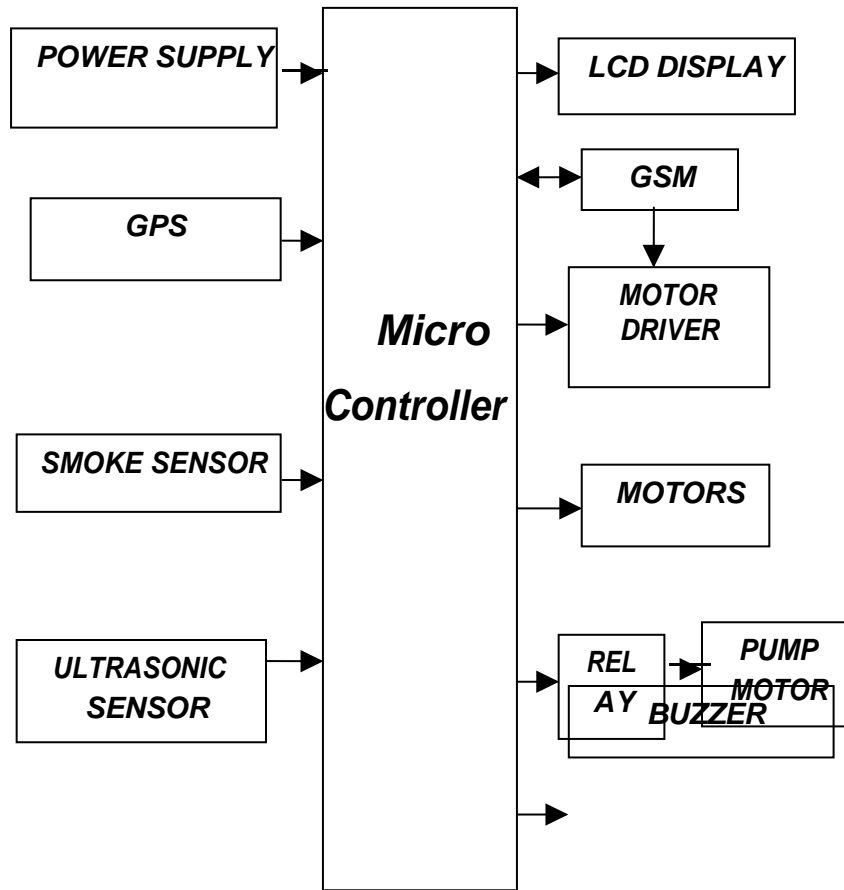 POWER SUPPLY
LCD DISPLAY
GSM
GPS
MOTOR
DRIVER
Micro
Controller
SMOKE SENSOR
MOTORS
ULTRASONIC
SENSOR
REL
AY
PUMP
MOTOR
BUZZER